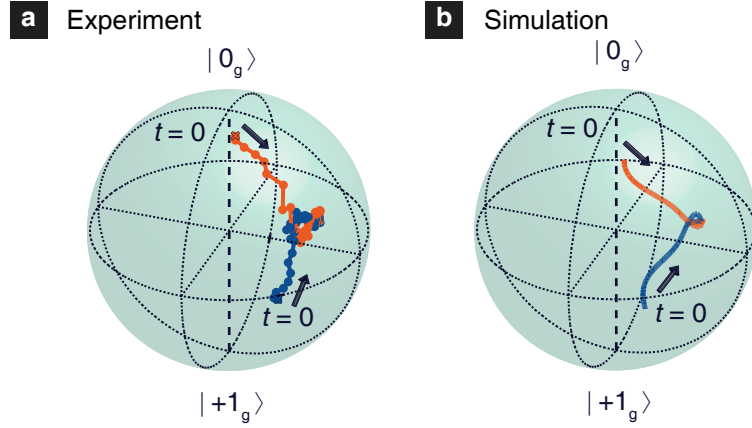 a Experiment
| 0g ⟩
t = 0
t = 0
| +1g ⟩
b Simulation
| 0g ⟩
t = 0
t = 0
| +1g ⟩